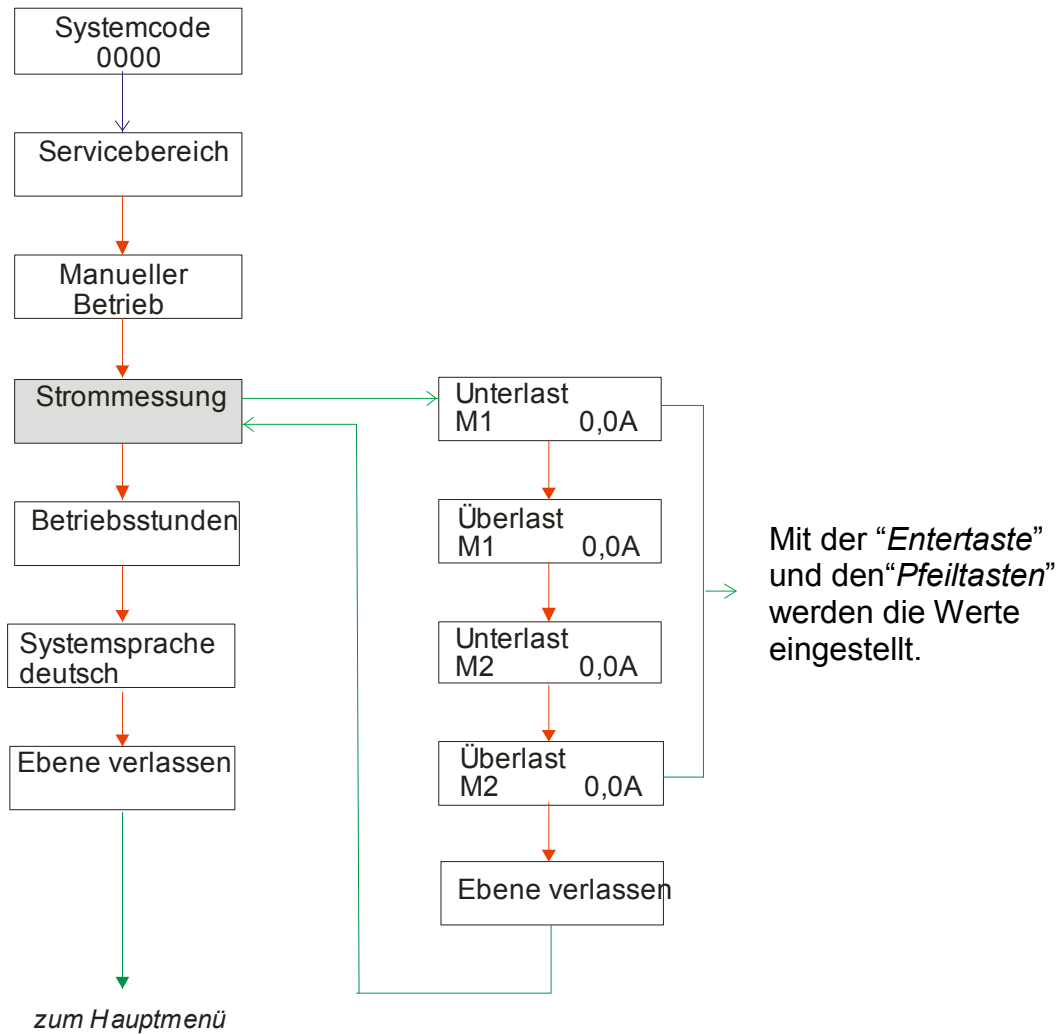 Systemcode
0000
Servicebereich
Manueller
Betrieb
Strommessung
Betriebsstunden
Systemsprache
deutsch
Ebene verlassen
zum Hauptmenü
Unterlast
M1 0,0A
Überlast
M1 0,0A
Unterlast
M2 0,0A
Überlast
M2 0,0A
Ebene verlassen
Mit der “Entertaste”
und den“Pfeiltasten”
werden die Werte
eingestellt.